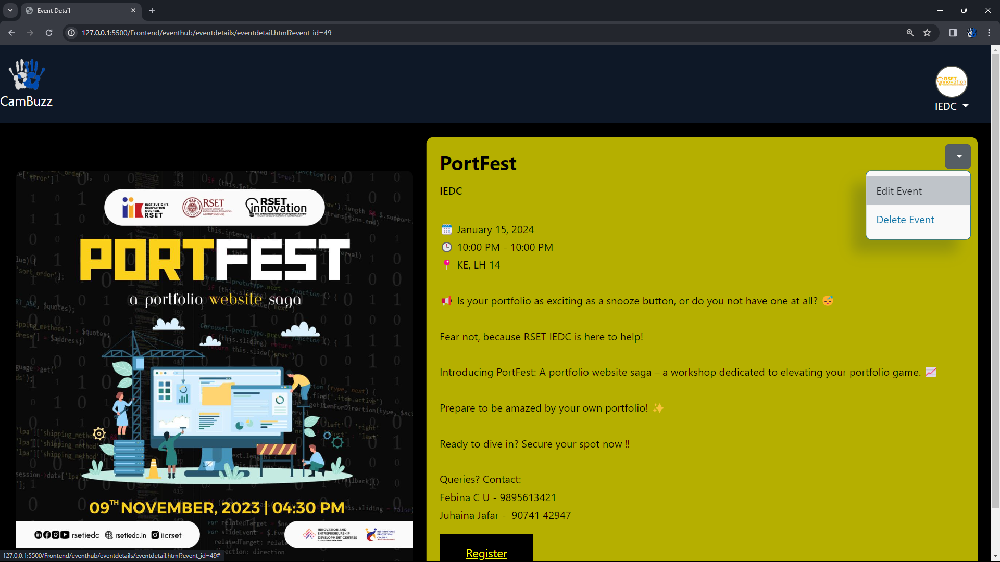 Event Detail
127.0.0.1:5500/Frontend/eventhub/eventdetails/eventdetail.html?event_id=49
CamBuzz
RSET
innovation
IEDC
INSTITUTION'S
INNOVATION
COUNCIL
RSET
RSET
RSET
innovation
PORTFEST
a portfolio website saga
09TH NOVEMBER, 2023 | 04:30 PM
rsetiedc rsetiedc.in iicrset
INNOVATION AND
ENTREPRENEURSHIP
DEVELOPMENT CENTRES
INSTITUTION'S
INNOVATION
COUNCIL
PortFest
IEDC
Edit Event
Delete Event
📅 January 15, 2024
🕒 10:00 PM - 10:00 PM
📍 KE, LH 14
📢 Is your portfolio as exciting as a snooze button, or do you not have one at all? 😴
Fear not, because RSET IEDC is here to help!
Introducing PortFest: A portfolio website saga – a workshop dedicated to elevating your portfolio game. 📈
Prepare to be amazed by your own portfolio! ✨
Ready to dive in? Secure your spot now ‼
Queries? Contact:
Febina C U - 9895613421
Juhaina Jafar - 90741 42947
Register
127.0.0.1:5500/Frontend/eventhub/eventdetails/eventdetail.html?event_id=49#